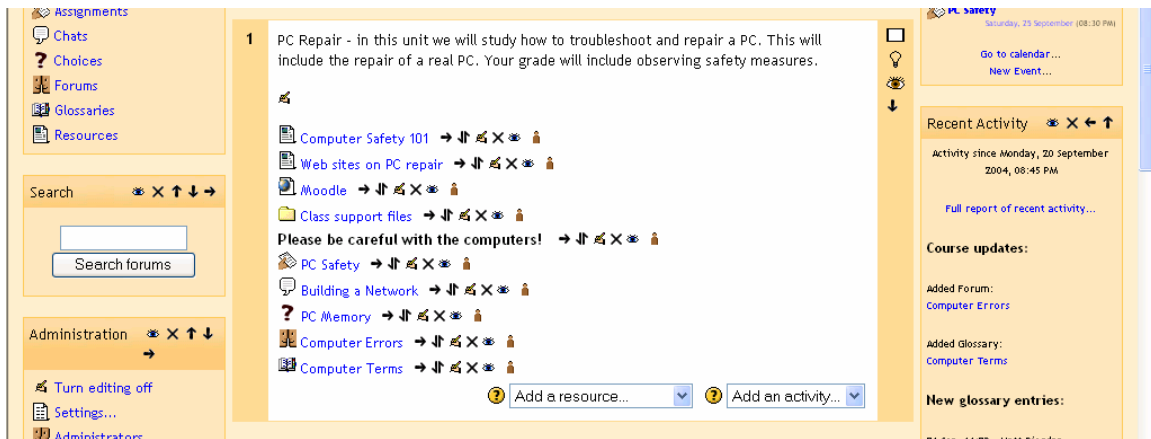 Assignments
Chats
? Choices
Forums
Glossaries
Resources
Search
Search forums
Administration
Turn editing off
Settings...
Administrators
1
PC Repair - in this unit we will study how to troubleshoot and repair a PC. This will
include the repair of a real PC. Your grade will include observing safety measures.
Computer Safety 101
Web sites on PC repair
Moodle
Class support files
Please be careful with the computers!
PC Safety
Building a Network
? PC Memory
Computer Errors
Computer Terms
? Add a resource... ? Add an activity...
PC Safety
Saturday, 25 September (08:30 PM)
Go to calendar...
New Event...
Recent Activity
Activity since Monday, 20 September
2004, 08:45 PM
Full report of recent activity...
Course updates:
Added Forum:
Computer Errors
Added Glossary:
Computer Terms
New glossary entries: